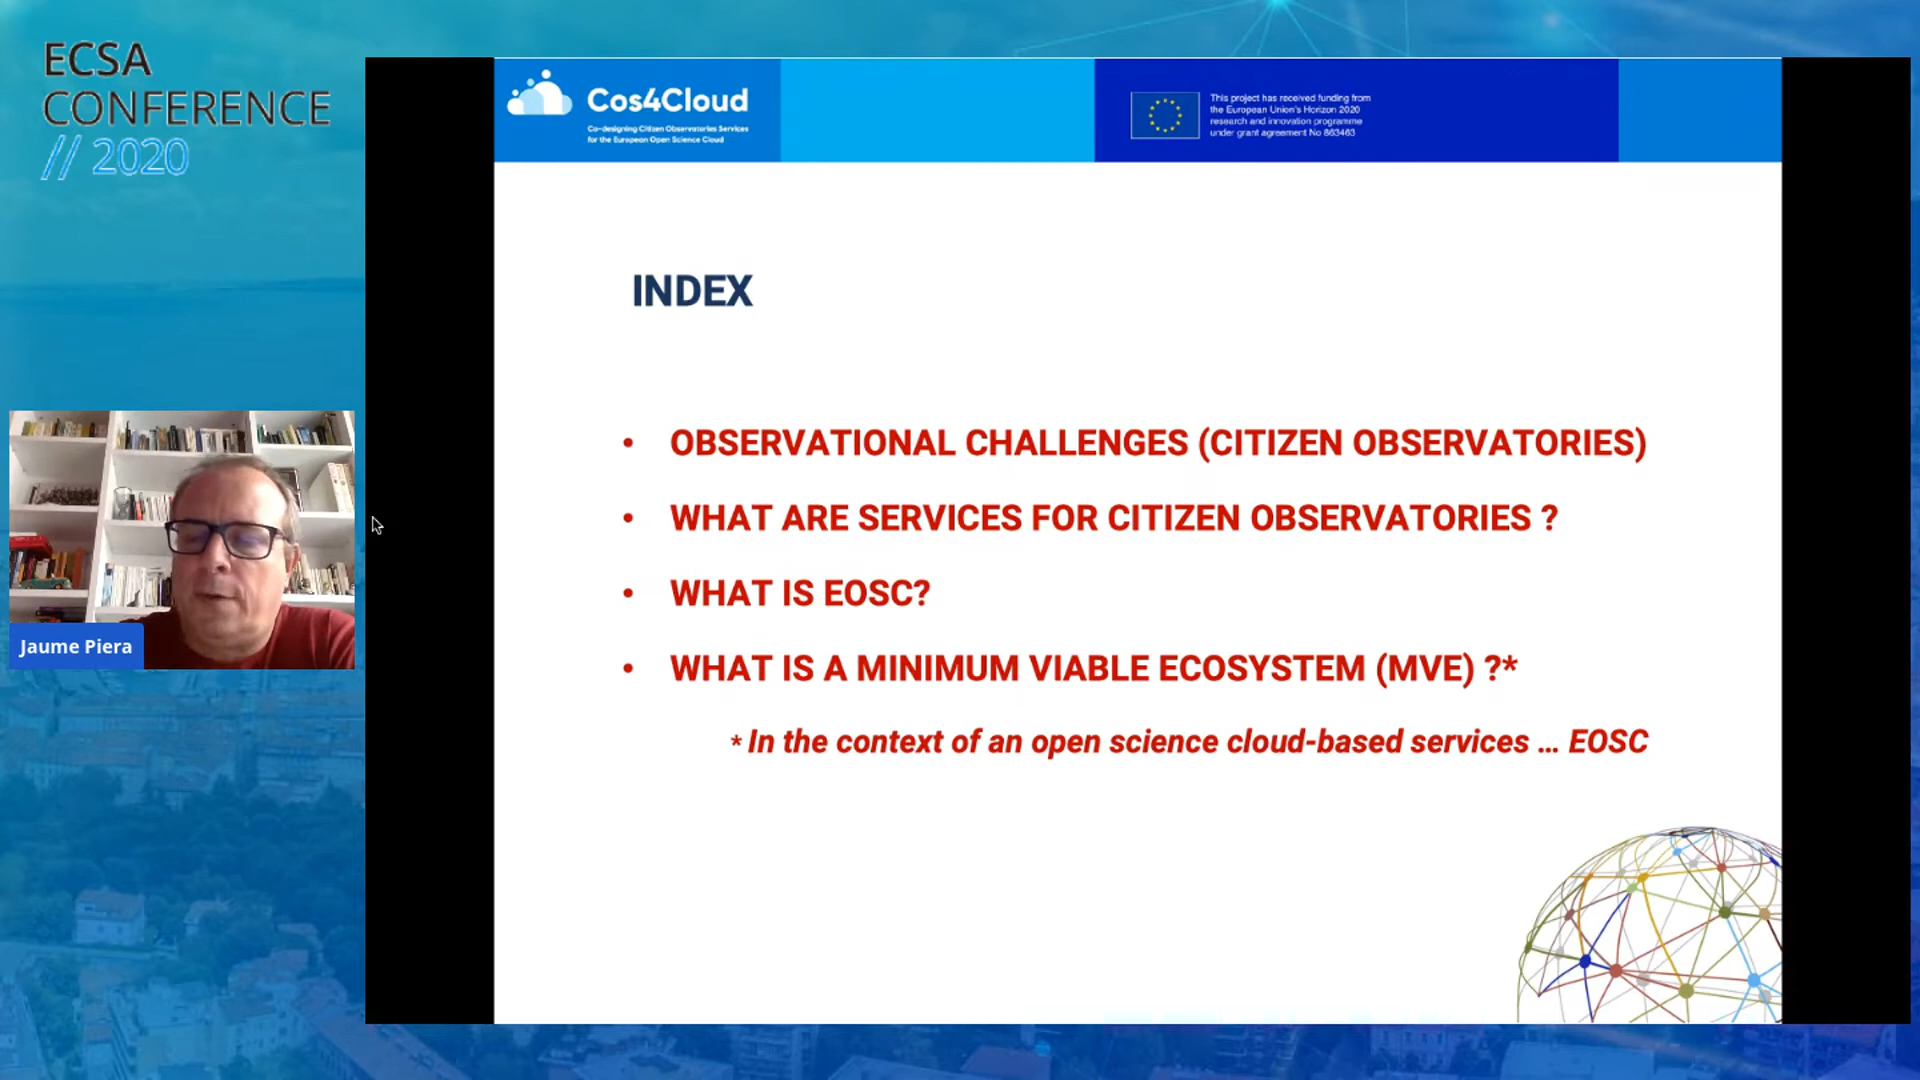 ECSA
CONFERENCE
// 2020
Cos4Cloud
Co-designing Citizen Observatories Services
for the European Open Science Cloud
This project has received funding from
the European Union's Horizon 2020
research and innovation programme
under grant agreement No 863463
INDEX
• OBSERVATIONAL CHALLENGES (CITIZEN OBSERVATORIES)
• WHAT ARE SERVICES FOR CITIZEN OBSERVATORIES ?
• WHAT IS EOSC?
• WHAT IS A MINIMUM VIABLE ECOSYSTEM (MVE) ?*
* In the context of an open science cloud-based services ... EOSC
Jaume Piera